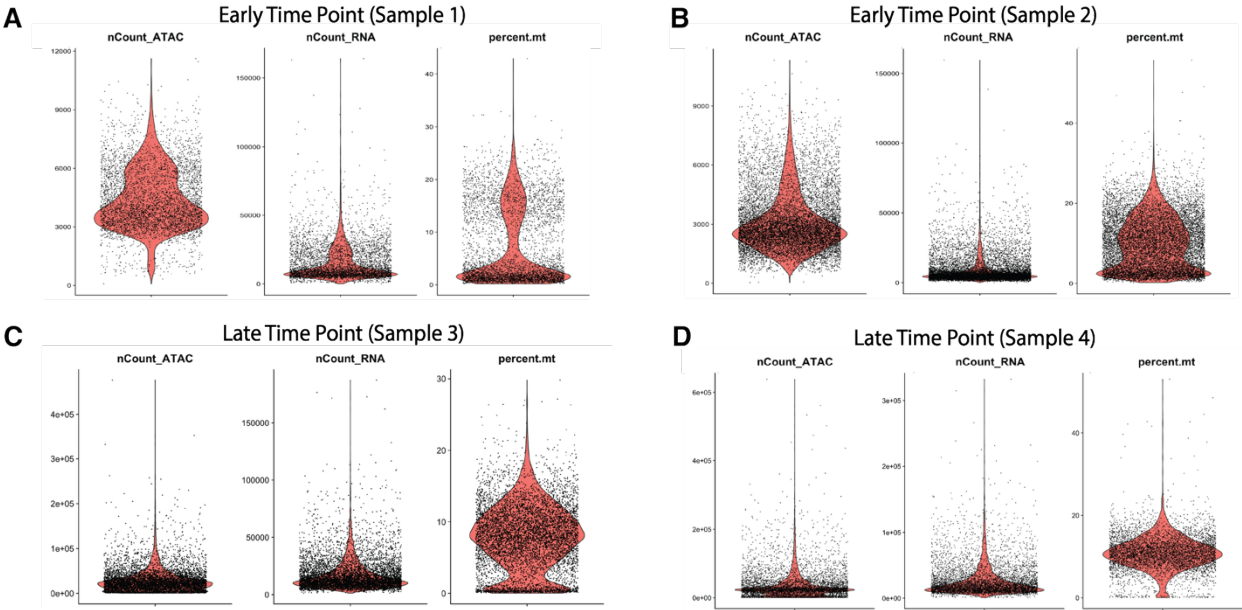 A
Early Time Point (Sample 1)
nCount_ATAC
nCount_RNA
percent.mt
12000
9000
6000
3000
0
150000
100000
50000
0
40
30
20
10
0
B
Early Time Point (Sample 2)
nCount_ATAC
nCount_RNA
percent.mt
9000
6000
3000
0
150000
100000
50000
0
40
20
0
C
Late Time Point (Sample 3)
nCount_ATAC
nCount_RNA
percent.mt
4e+05
3e+05
2e+05
1e+05
0e+00
150000
100000
50000
0
30
20
10
0
D
Late Time Point (Sample 4)
nCount_ATAC
nCount_RNA
percent.mt
6e+05
4e+05
2e+05
0e+00
3e+05
2e+05
1e+05
0e+00
40
20
0